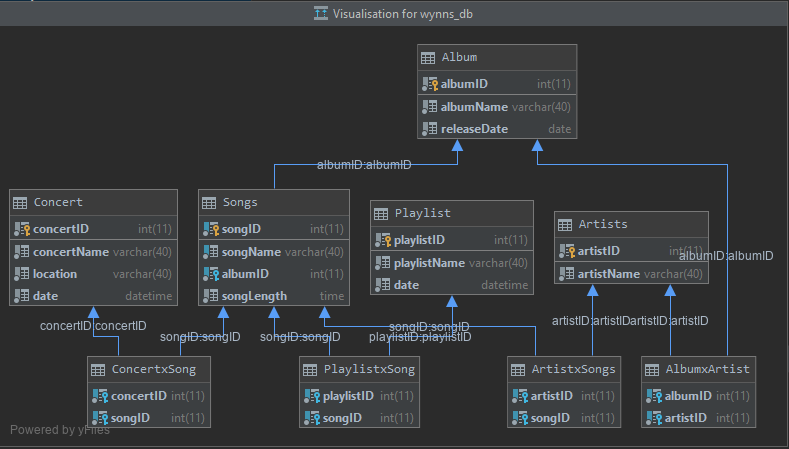 Visualisation for wynns_db
Album
albumID int(11)
albumName varchar(40)
releaseDate date
albumID:albumID
Concert
concertID int(11)
concertName varchar(40)
location varchar(40)
date datetime
Songs
songID int(11)
songName varchar(40)
albumID int(11)
songLength time
Playlist
playlistID int(11)
playlistName varchar(40)
date datetime
Artists
artistID int(11)
artistName varchar(40)
albumID:albumID
concertID:concertID
songID:songID
songID:songID
songID:songID
playlistID:playlistID
artistID:artistID
artistID:artistID
ConcertxSong
concertID int(11)
songID int(11)
PlaylistxSong
playlistID int(11)
songID int(11)
ArtistxSongs
artistID int(11)
songID int(11)
AlbumxArtist
albumID int(11)
artistID int(11)
Powered by yFiles